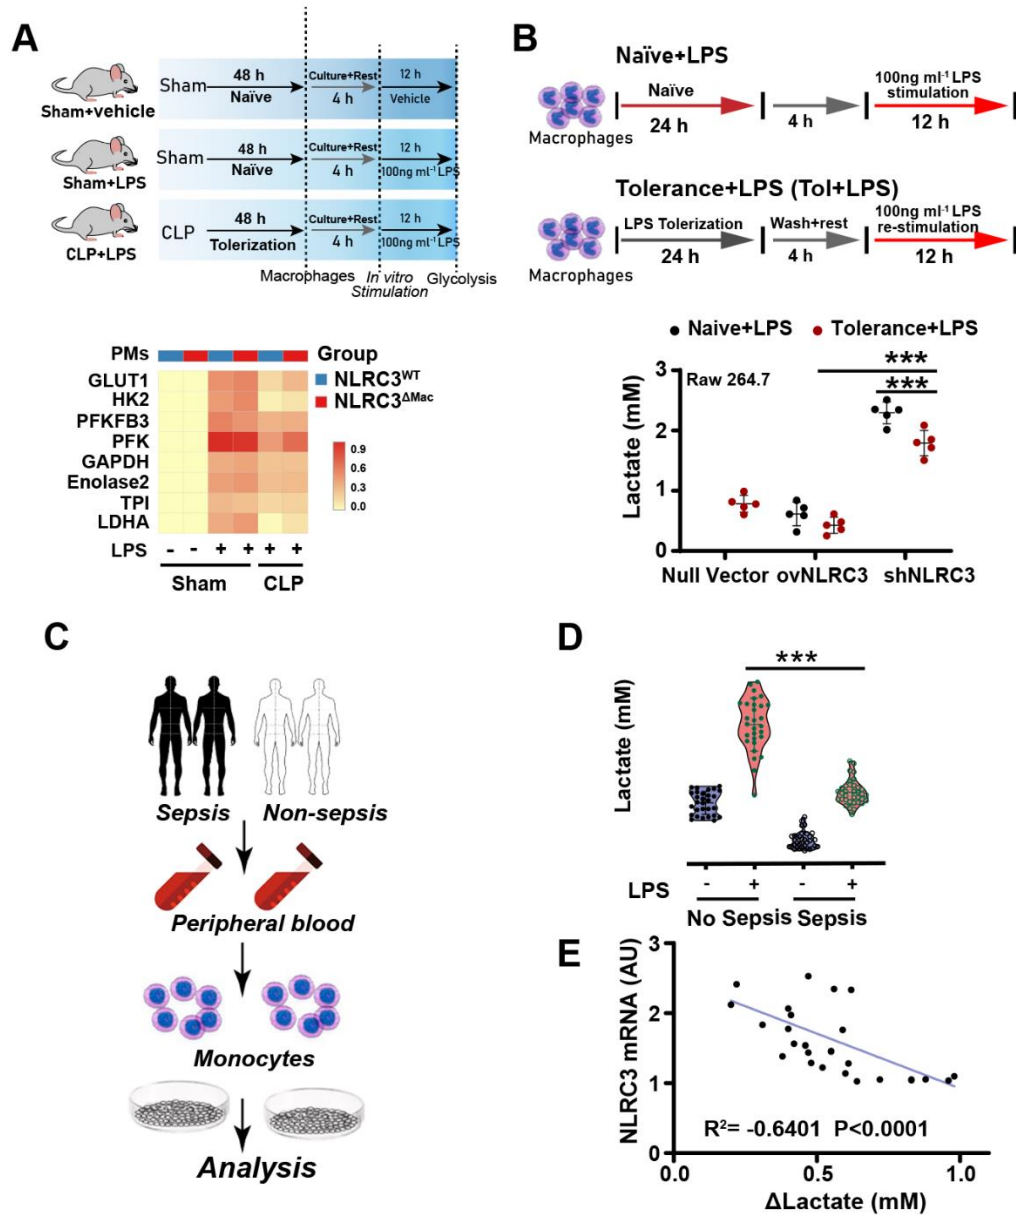 A
Sham+vehicle
Sham
48 h
Naïve
Culture+Rest
4 h
12 h
Vehicle
Sham+LPS
Sham
48 h
Naïve
Culture+Rest
4 h
12 h
100ng ml⁻¹ LPS
CLP+LPS
CLP
48 h
Tolerization
Culture+Rest
4 h
12 h
100ng ml⁻¹ LPS
Macrophages
In vitro
Stimulation
Glycolysis
PMs
Group
GLUT1
NLRC3WT
HK2
NLRC3ΔMac
PFKFB3
PFK
GAPDH
Enolase2
TPI
LDHA
0.9
0.6
0.3
0.0
LPS - - + + + +
Sham CLP
B
Naïve+LPS
Macrophages
Naïve
24 h
4 h
100ng ml⁻¹ LPS
stimulation
12 h
Tolerance+LPS (Tol+LPS)
Macrophages
LPS Tolerization
24 h
Wash+rest
4 h
100ng ml⁻¹ LPS
re-stimulation
12 h
Naive+LPS Tolerance+LPS
Raw 264.7
***
***
Lactate (mM)
3
2
1
0
Null Vector ovNLRC3 shNLRC3
C
Sepsis Non-sepsis
Peripheral blood
Monocytes
Analysis
D
***
Lactate (mM)
LPS - + - +
No Sepsis Sepsis
E
NLRC3 mRNA (AU)
3
2
1
0
R²= -0.6401 P<0.0001
0.0 0.5 1.0
ΔLactate (mM)